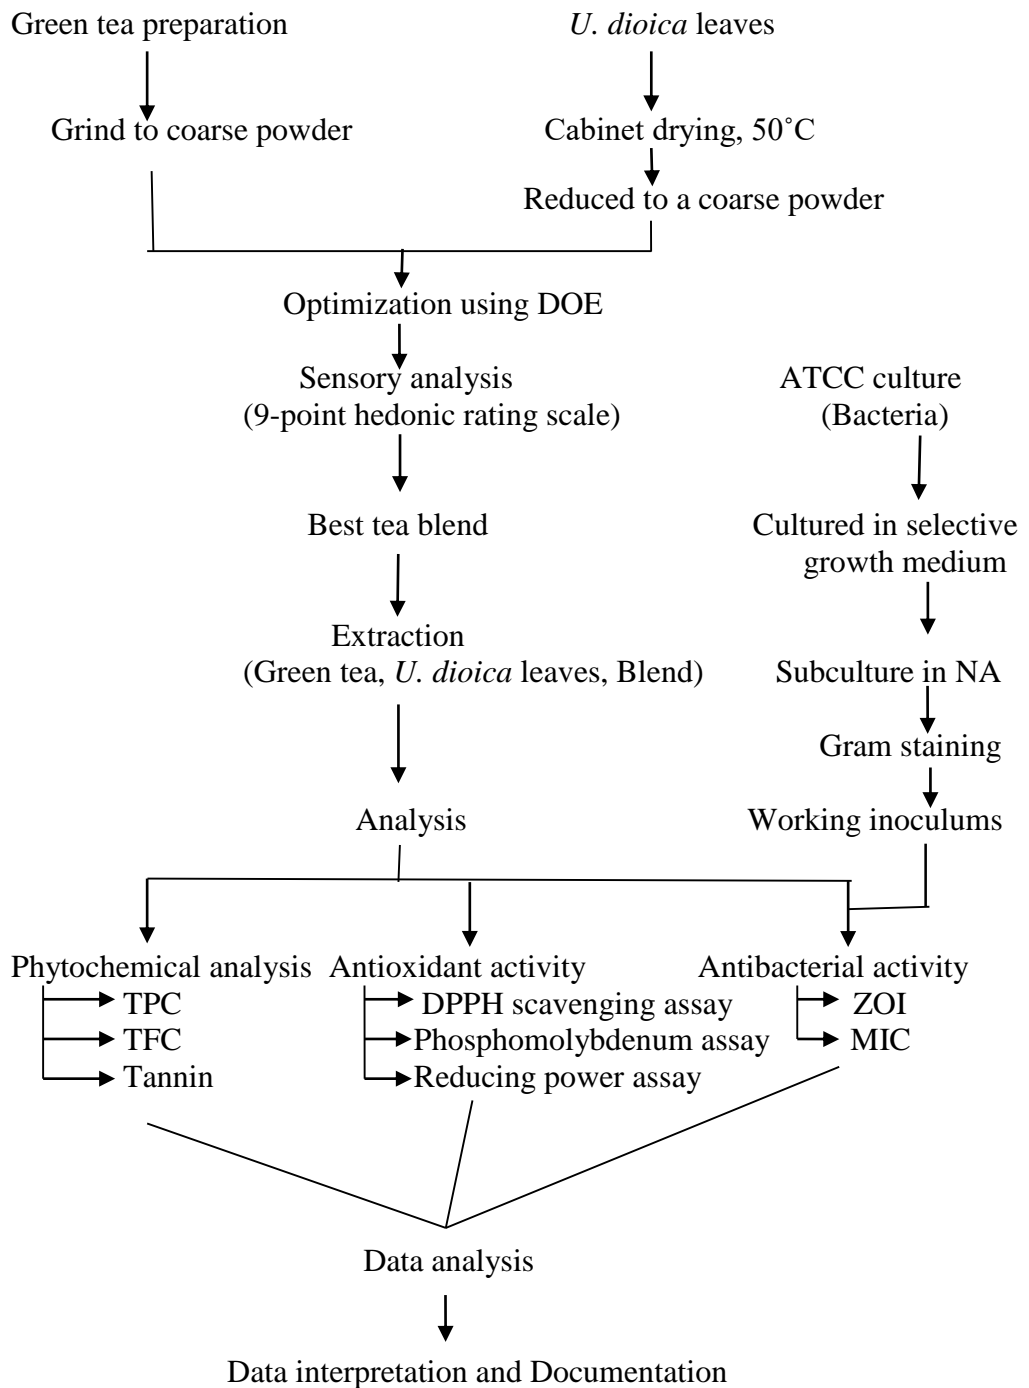 Green tea preparation
U. dioica leaves
Grind to coarse powder
Cabinet drying, 50˚C
Reduced to a coarse powder
Optimization using DOE
Sensory analysis
(9-point hedonic rating scale)
ATCC culture
(Bacteria)
Best tea blend
Cultured in selective
growth medium
Extraction
(Green tea, U. dioica leaves, Blend)
Subculture in NA
Gram staining
Analysis
Working inoculums
Phytochemical analysis
TPC
TFC
Tannin
Antioxidant activity
DPPH scavenging assay
Phosphomolybdenum assay
Reducing power assay
Antibacterial activity
ZOI
MIC
Data analysis
Data interpretation and Documentation